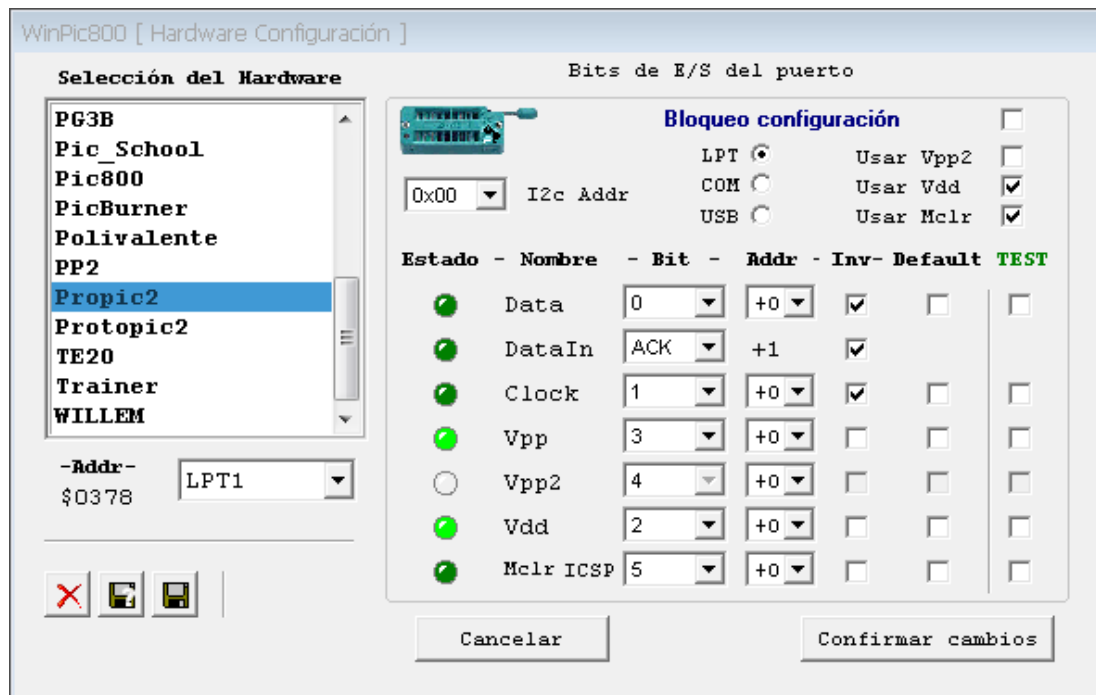 WinPic800 [ Hardware Configuración ]
Selección del Hardware
PG3B
Pic_School
Pic800
PicBurner
Polivalente
PP2
Propic2
Protopic2
TE20
Trainer
WILLEM
-Addr-
$0378
LPT1
Bits de E/S del puerto
Bloqueo configuración
0x00 I2c Addr
LPT Usar Vpp2
COM Usar Vdd
USB Usar Mclr
Estado - Nombre - Bit - Addr - Inv- Default TEST
Data 0 +0
DataIn ACK +1
Clock 1 +0
Vpp 3 +0
Vpp2 4 +0
Vdd 2 +0
Mclr ICSP 5 +0
Cancelar Confirmar cambios